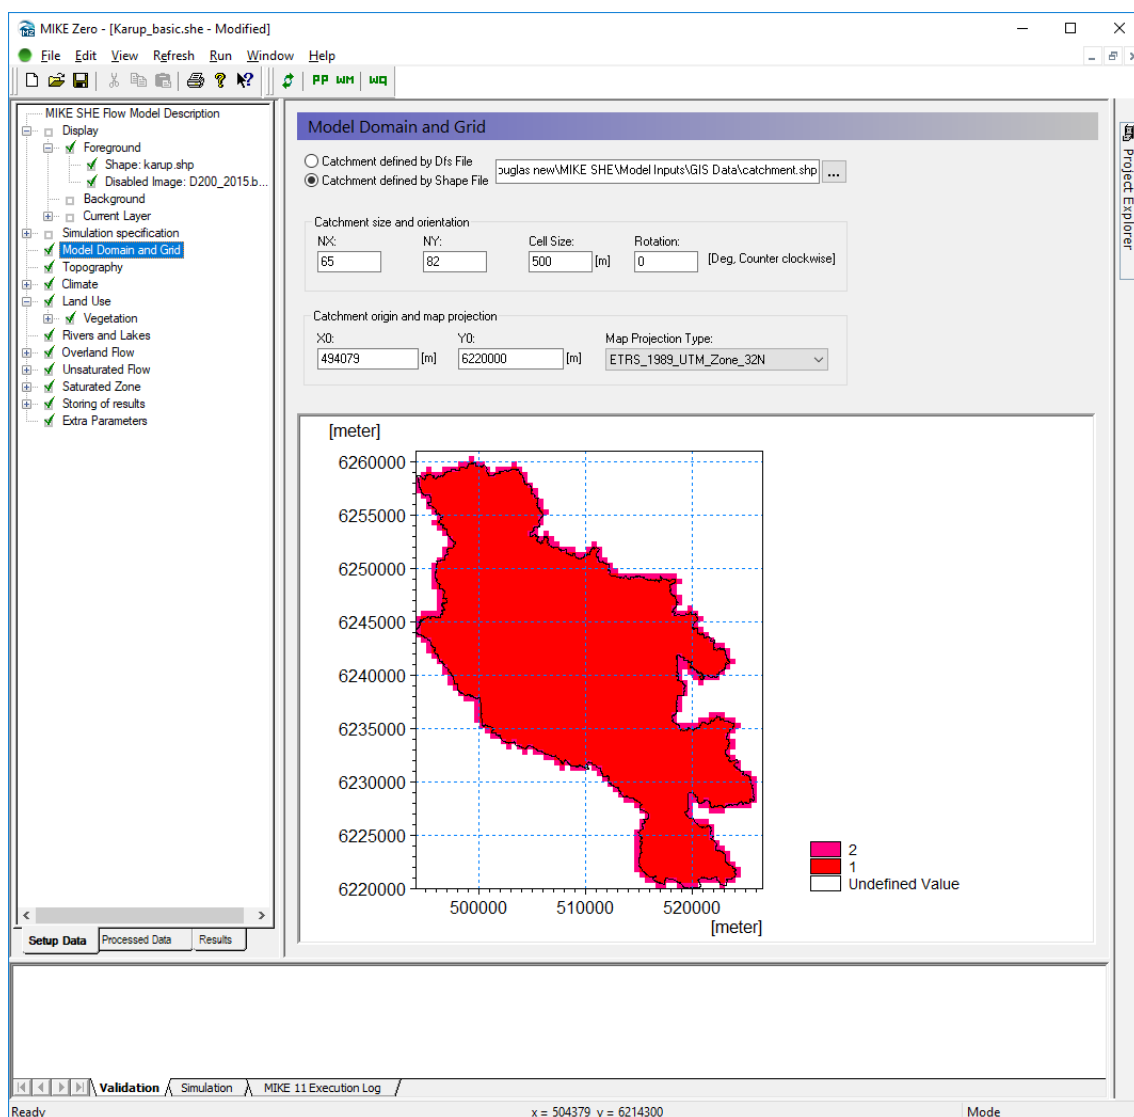 MIKE Zero - [Karup_basic.she - Modified]
File Edit View Refresh Run Window Help
PP WM WQ
MIKE SHE Flow Model Description
Display
Foreground
Shape: karup.shp
Disabled Image: D200_2015.b...
Background
Current Layer
Simulation specification
Model Domain and Grid
Topography
Climate
Land Use
Vegetation
Rivers and Lakes
Overland Flow
Unsaturated Flow
Saturated Zone
Storing of results
Extra Parameters
Setup Data Processed Data Results
Model Domain and Grid
Catchment defined by Dfs File
Catchment defined by Shape File
ouglas new\MIKE SHE\Model Inputs\GIS Data\catchment.shp ...
Catchment size and orientation
NX: NY: Cell Size: Rotation:
65 82 500 [m] 0 [Deg, Counter clockwise]
Catchment origin and map projection
X0: Y0: Map Projection Type:
494079 [m] 6220000 [m] ETRS_1989_UTM_Zone_32N
[meter]
6260000
6255000
6250000
6245000
6240000
6235000
6230000
6225000
6220000
500000 510000 520000
[meter]
2
1
Undefined Value
Project Explorer
Validation Simulation MIKE 11 Execution Log
Ready x = 504379 y = 6214300 Mode